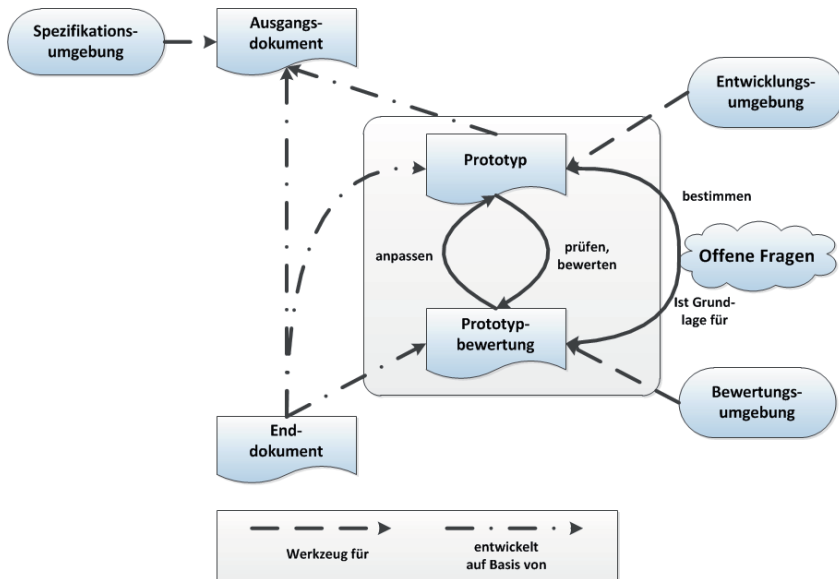 Spezifikations-
umgebung
Ausgangs-
dokument
Entwicklungs-
umgebung
Prototyp
bestimmen
anpassen
prüfen,
bewerten
Offene Fragen
Ist Grund-
lage für
Prototyp-
bewertung
Bewertungs-
umgebung
End-
dokument
Werkzeug für
entwickelt
auf Basis von